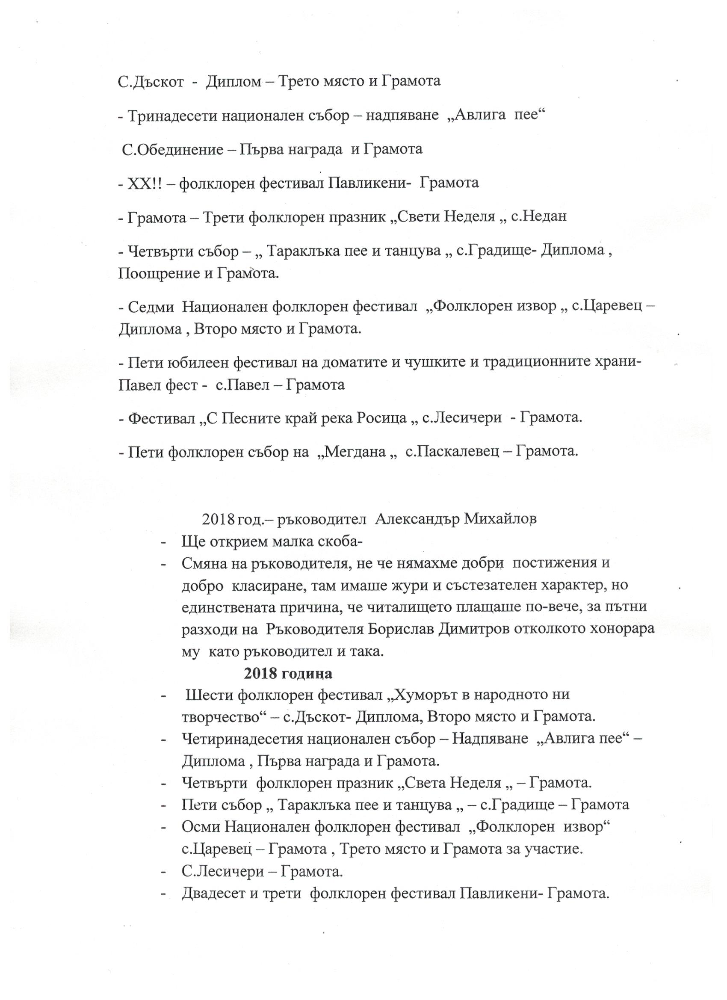 С.Дъскот - Диплом – Трето място и Грамота
- Тринадесети национален събор – надпяване „Авлига пее“
С.Обединение – Първа награда и Грамота
- ХХ!! – фолклорен фестивал Павликени- Грамота
- Грамота – Трети фолклорен празник „Свети Неделя „ с.Недан
- Четвърти събор – „ Тараклъка пее и танцува „ с.Градище- Диплома ,
Поощрение и Грамота.
- Седми Национален фолклорен фестивал „Фолклорен извор „ с.Царевец –
Диплома , Второ място и Грамота.
- Пети юбилеен фестивал на доматите и чушките и традиционните храни-
Павел фест - с.Павел – Грамота
- Фестивал „С Песните край река Росица „ с.Лесичери - Грамота.
- Пети фолклорен събор на „Мегдана „ с.Паскалевец – Грамота.
2018 год.– ръководител Александър Михайлов
- Ще открием малка скоба-
- Смяна на ръководителя, не че нямахме добри постижения и
добро класиране, там имаше жури и състезателен характер, но
единствената причина, че читалището плащаше по-вече, за пътни
разходи на Ръководителя Борислав Димитров отколкото хонорара
му като ръководител и така.
2018 година
- Шести фолклорен фестивал „Хуморът в народното ни
творчество“ – с.Дъскот- Диплома, Второ място и Грамота.
- Четиринадесетия национален събор – Надпяване „Авлига пее“ –
Диплома , Първа награда и Грамота.
- Четвърти фолклорен празник „Света Неделя „ – Грамота.
- Пети събор „ Тараклъка пее и танцува „ – с.Градище – Грамота
- Осми Национален фолклорен фестивал „Фолклорен извор“
с.Царевец – Грамота , Трето място и Грамота за участие.
- С.Лесичери – Грамота.
- Двадесет и трети фолклорен фестивал Павликени- Грамота.